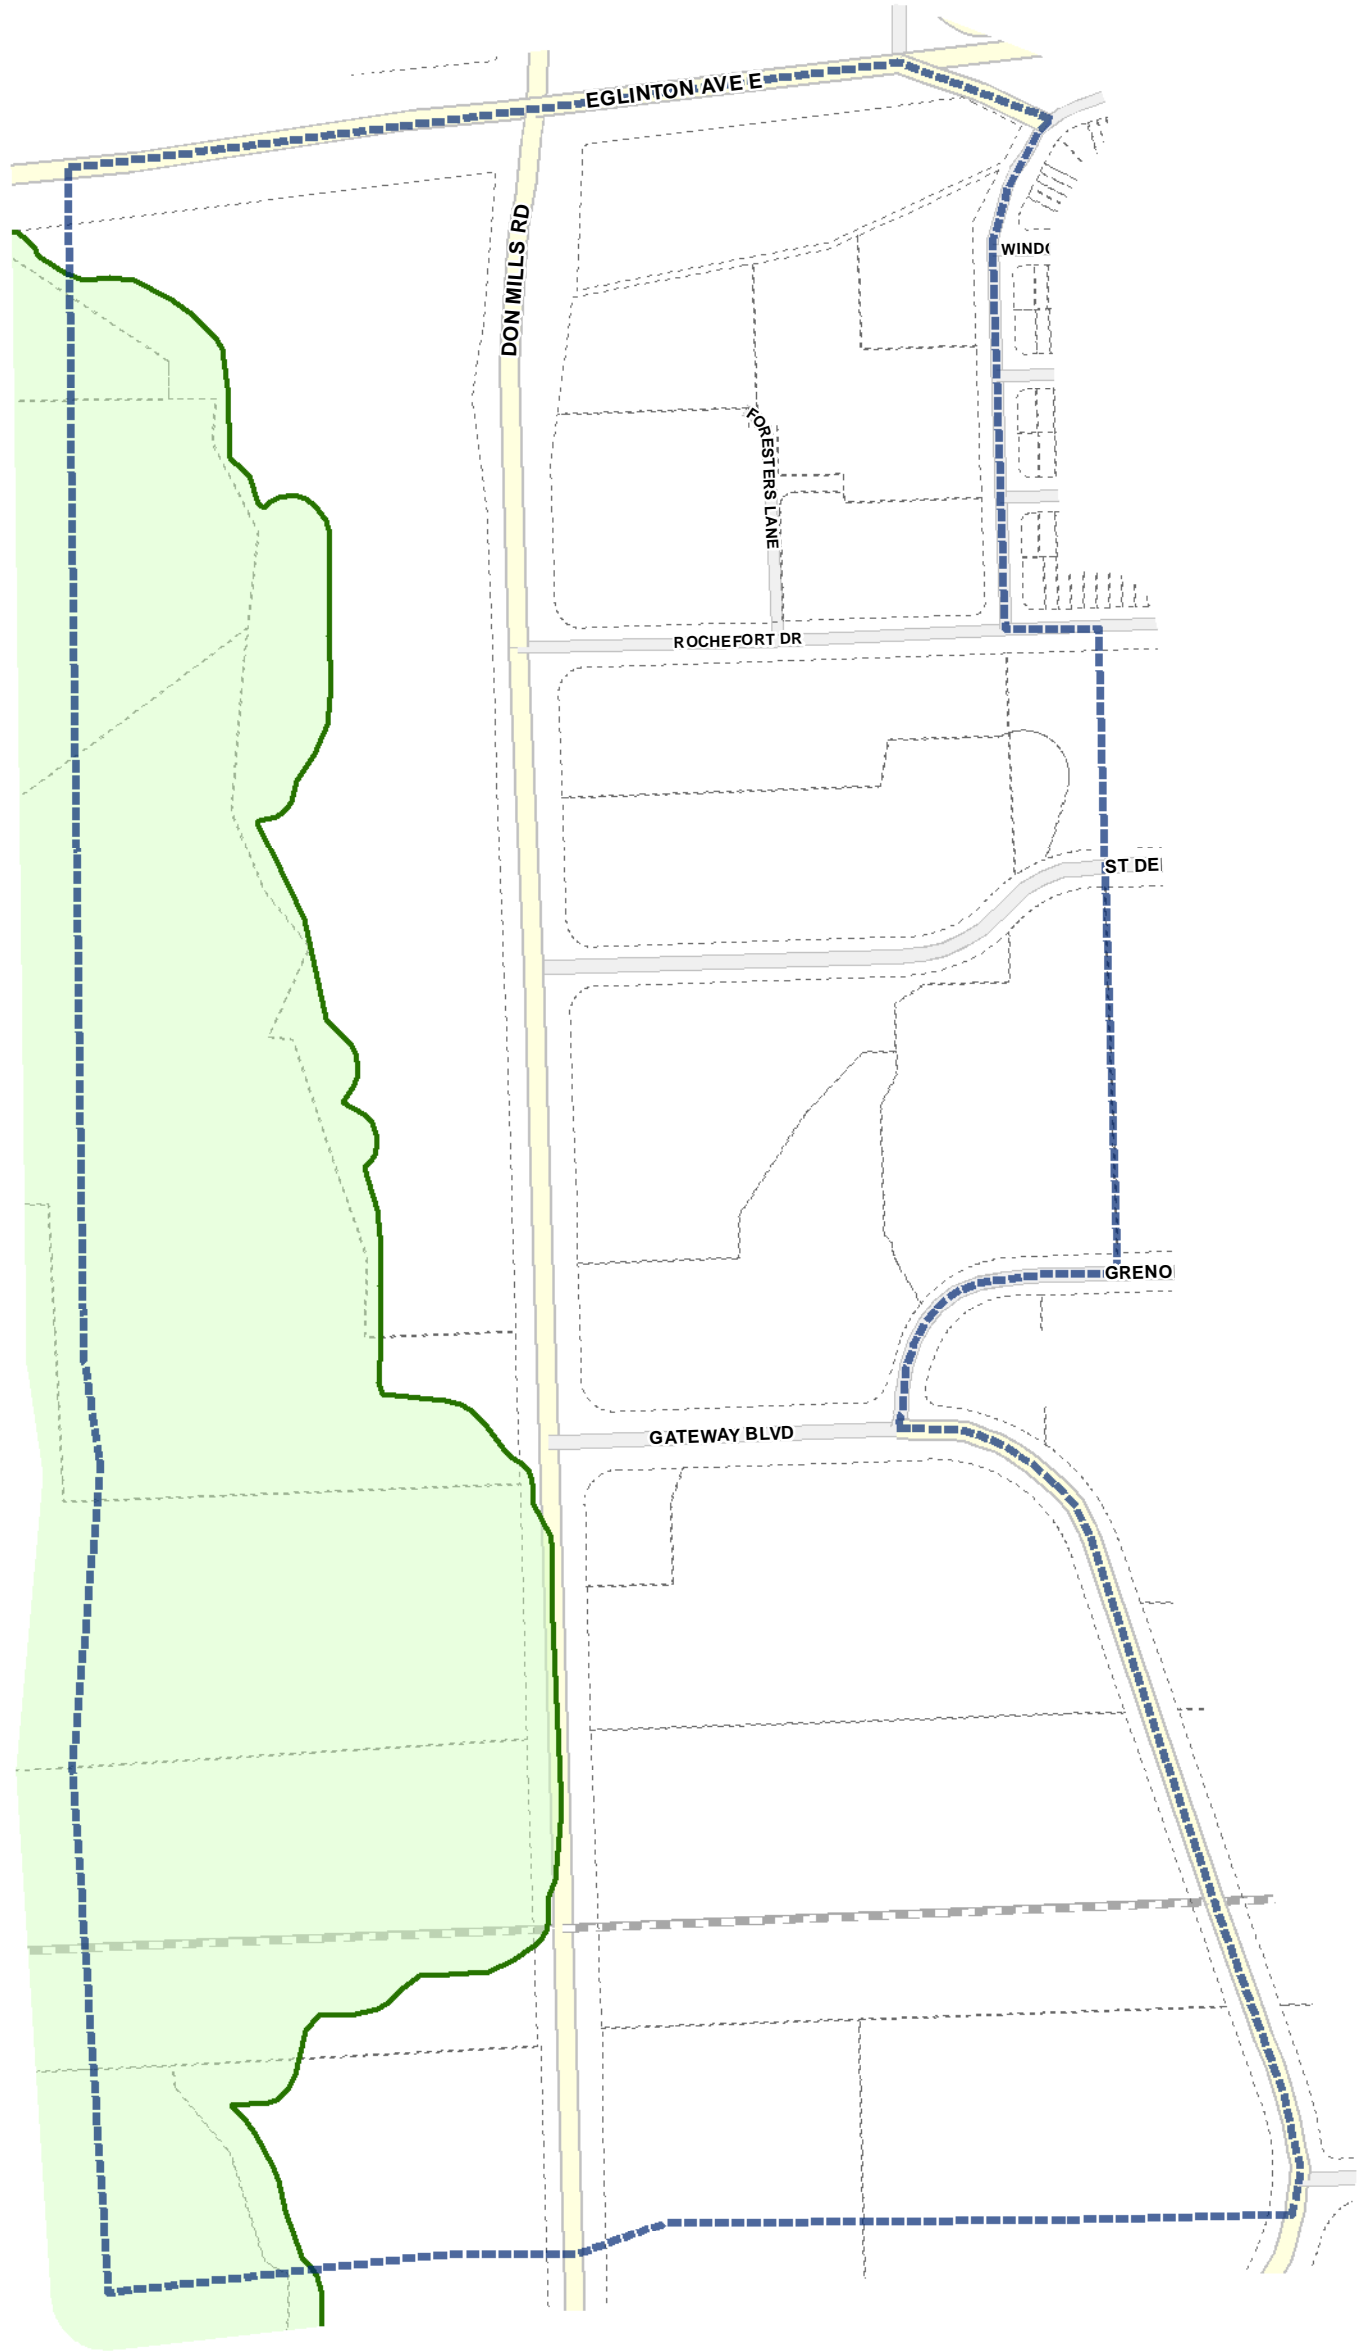 EGLINTON AVE E
DON MILLS RD
WIND
FORESTERS LANE
ROCHEFORT DR
ST DE
GRENO
GATEWAY BLVD